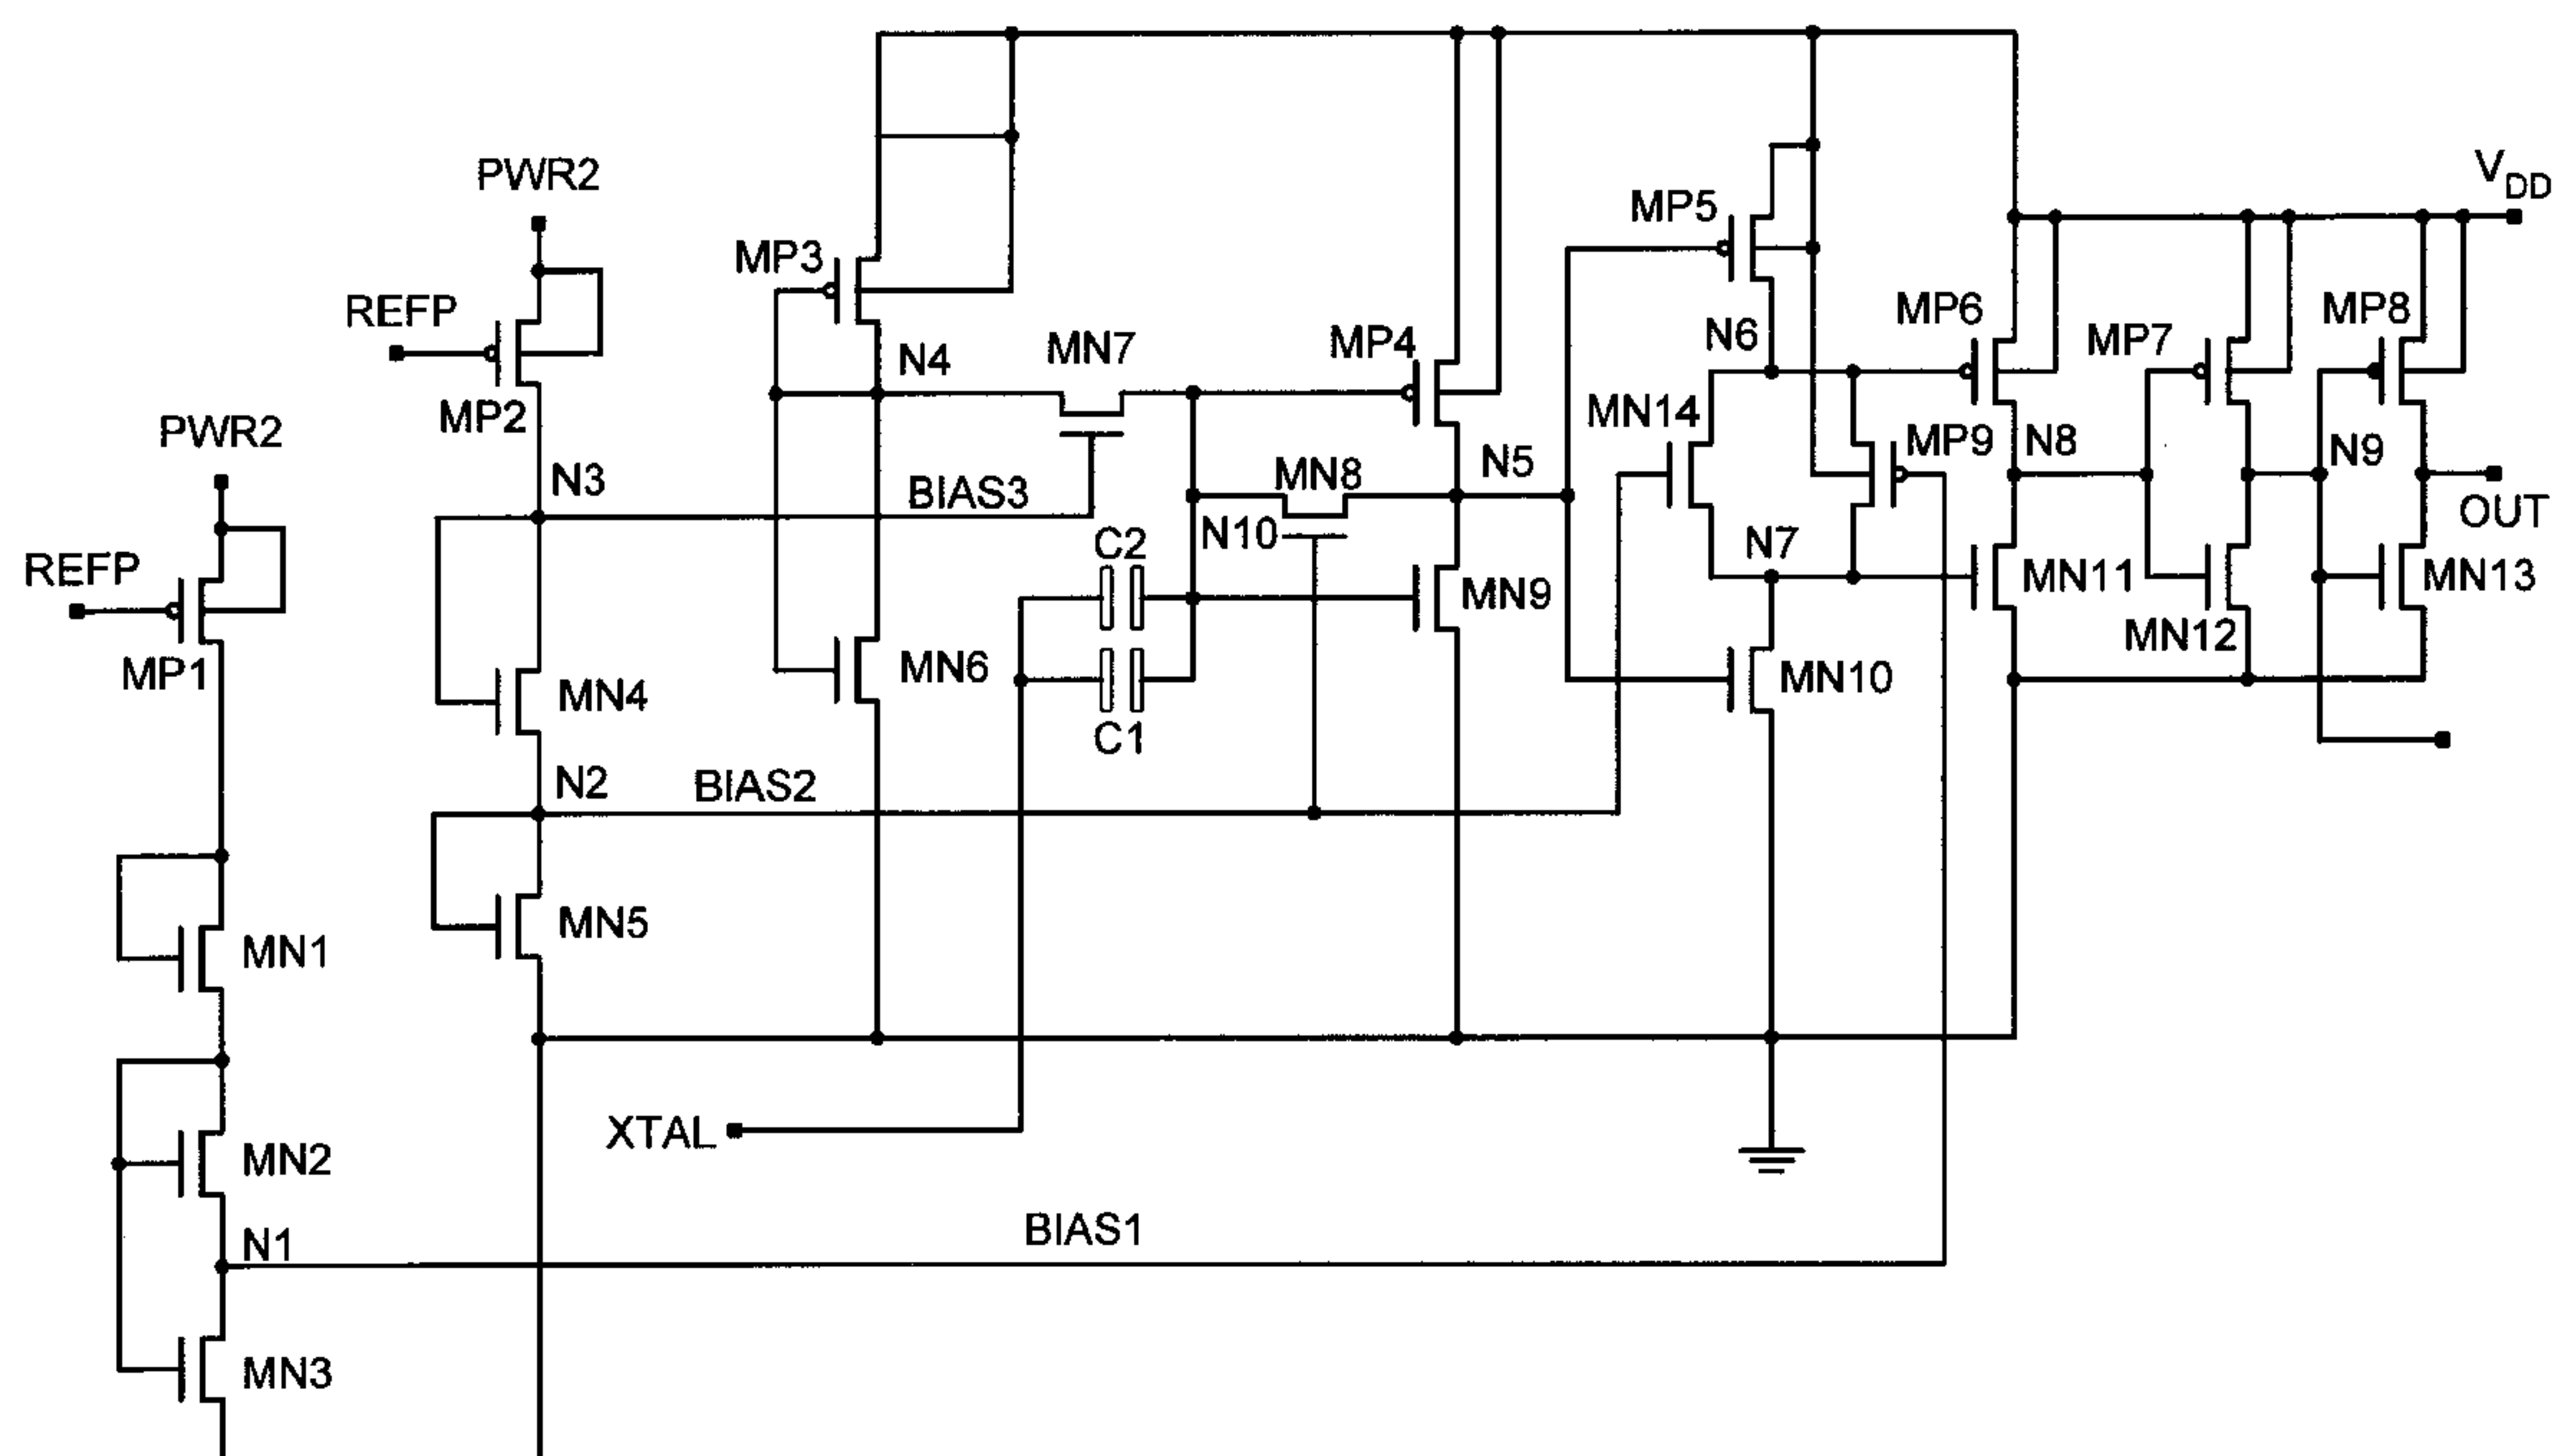 V_DD
PWR2
MP5
MP3
REFP
MP6
MP8
MN7
MP4
MP7
N6
N4
MP2
MN14
PWR2
MP9
N8
N9
N5
MN8
N3
BIAS3
OUT
N10
C2
N7
REFP
MN11
MN13
MN9
MN12
MP1
MN6
MN10
MN4
C1
N2
BIAS2
MN5
MN1
XTAL
MN2
BIAS1
N1
MN3